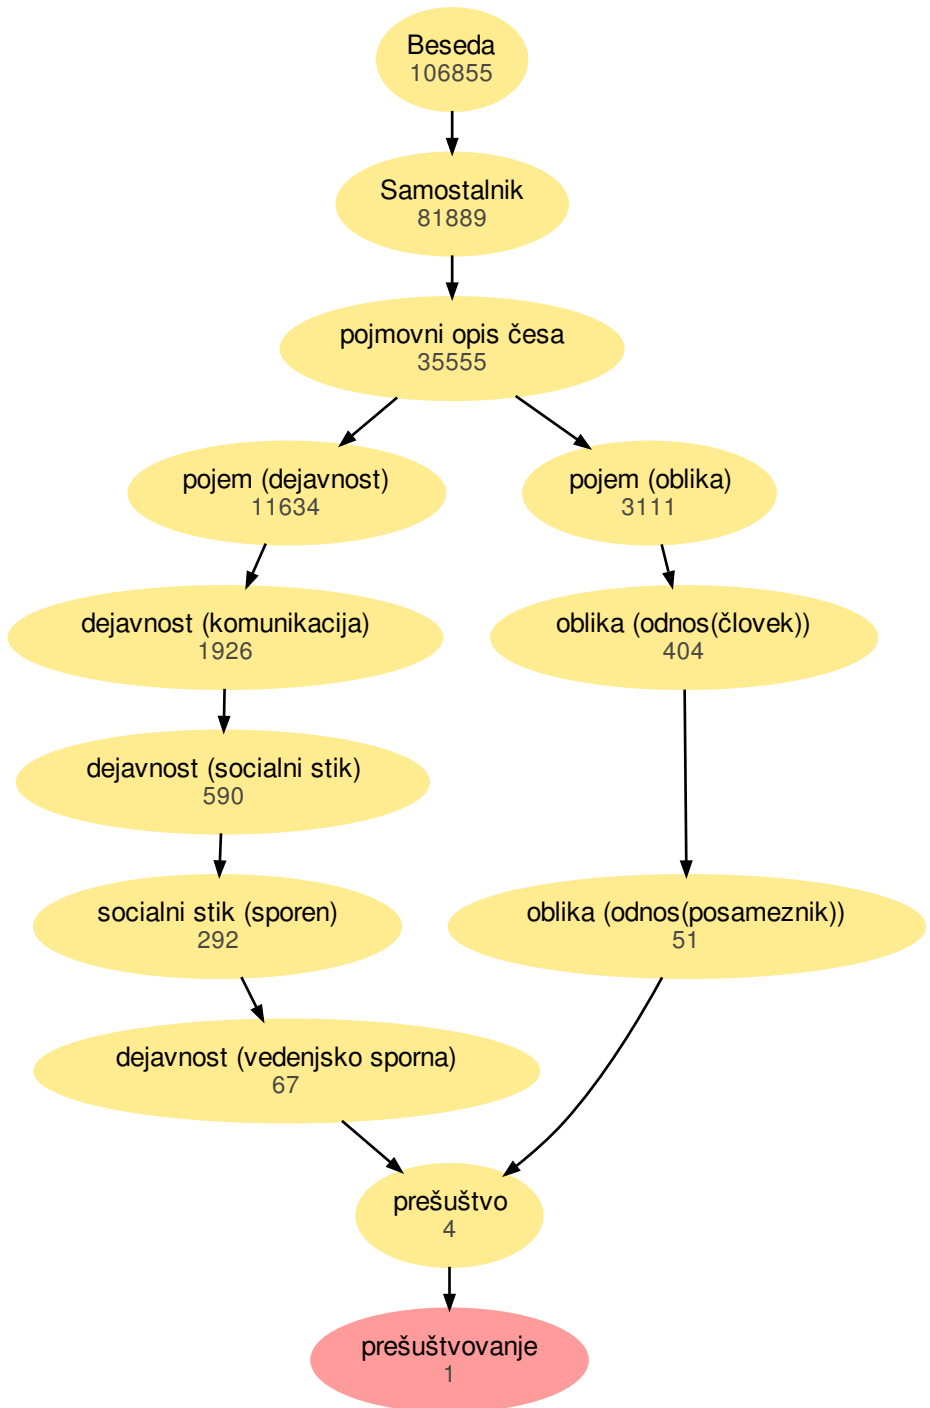 Beseda
106855
Samostalnik
81889
pojmovni opis česa
35555
pojem (dejavnost)
11634
pojem (oblika)
3111
dejavnost (komunikacija)
1926
oblika (odnos(človek))
404
dejavnost (socialni stik)
590
socialni stik (sporen)
292
oblika (odnos(posameznik))
51
dejavnost (vedenjsko sporna)
67
prešuštvo
4
prešuštvovanje
1